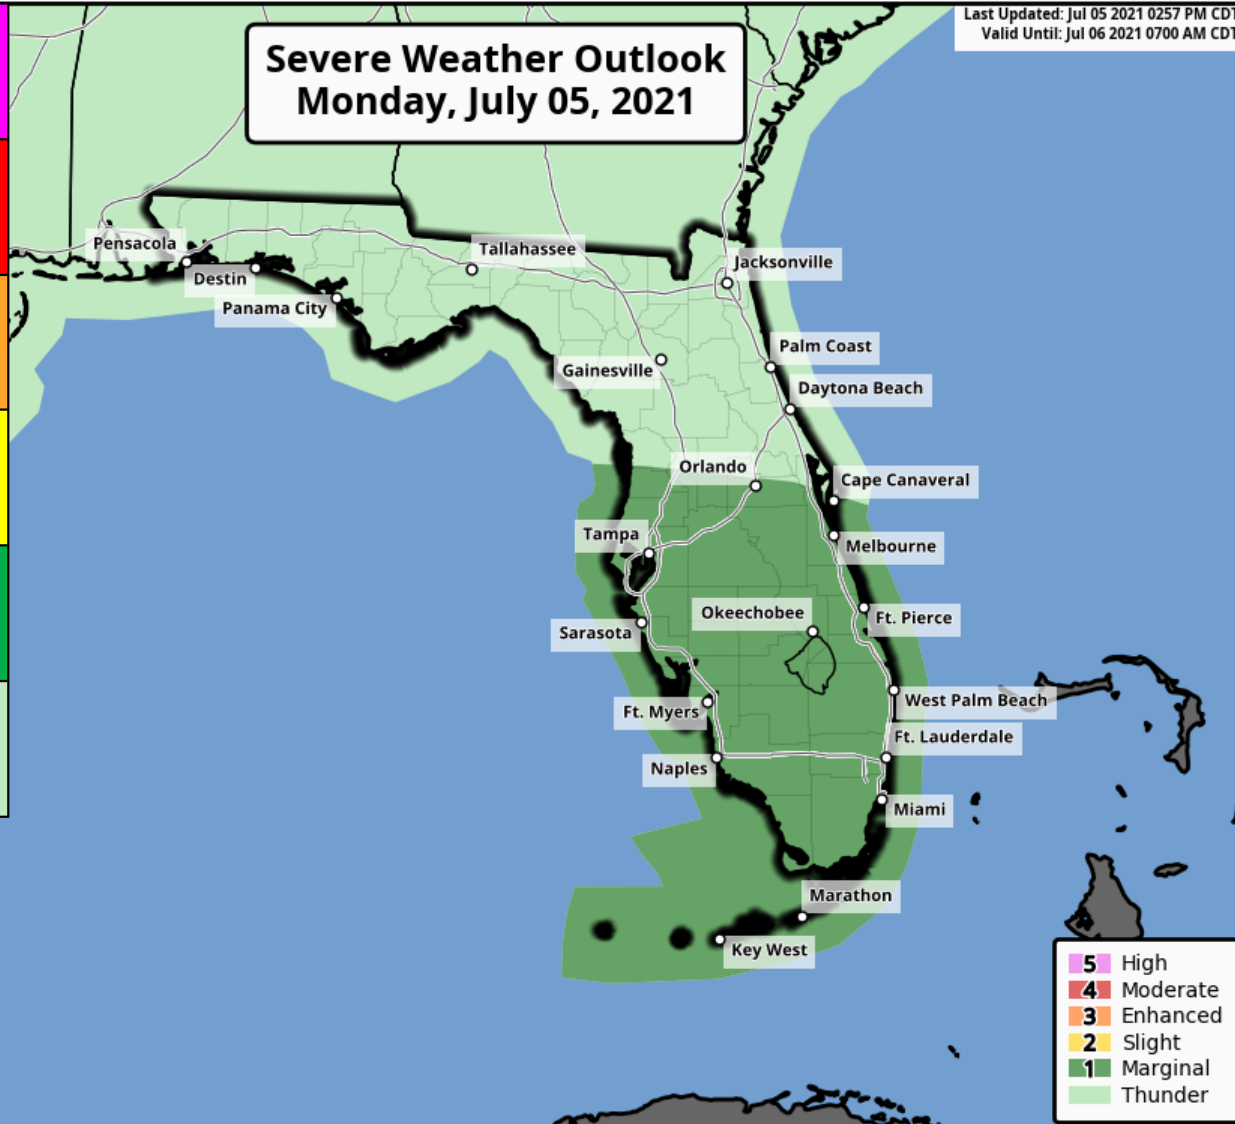 Last Updated: Jul 05 2021 0257 PM CDT
Valid Until: Jul 06 2021 0700 AM CDT
Severe Weather Outlook
Monday, July 05, 2021
Pensacola
Tallahassee
Jacksonville
Destin
Panama City
Palm Coast
Gainesville
Daytona Beach
Orlando
Cape Canaveral
Tampa
Melbourne
Okeechobee
Ft. Pierce
Sarasota
West Palm Beach
Ft. Myers
Ft. Lauderdale
Naples
Miami
Marathon
Key West
5 High
4 Moderate
3 Enhanced
2 Slight
1 Marginal
Thunder